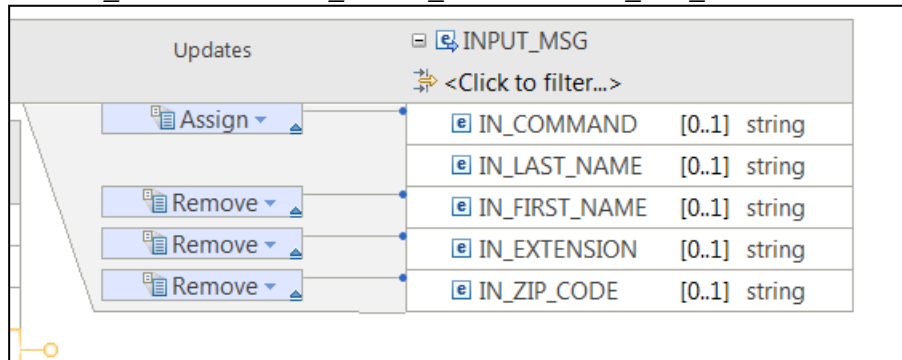 Updates
INPUT_MSG
<Click to filter...>
Assign
IN_COMMAND [0..1] string
IN_LAST_NAME [0..1] string
Remove
IN_FIRST_NAME [0..1] string
Remove
IN_EXTENSION [0..1] string
Remove
IN_ZIP_CODE [0..1] string